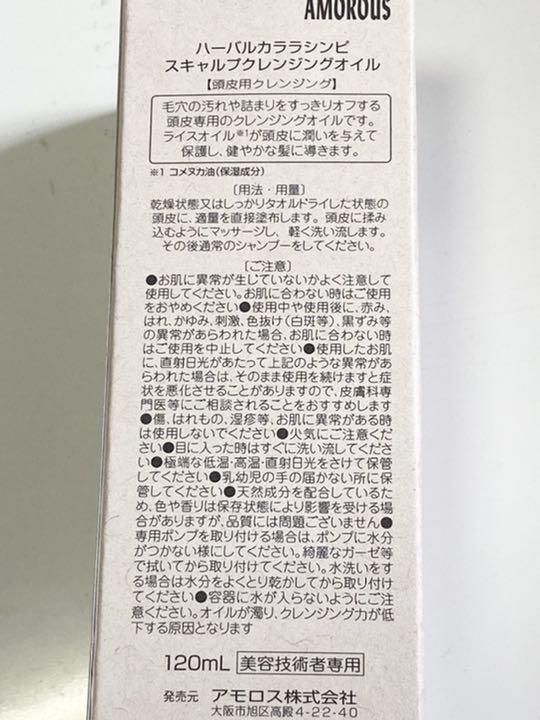 AMOROUS
ハーバルカララシンピ
スキャルプクレンジングオイル
【頭皮用クレンジング】
毛穴の汚れや詰まりをすっきりオフする
頭皮専用のクレンジングオイルです。
ライスオイル※1が頭皮に潤いを与えて
保護し、健やかな髪に導きます。
※1 コメヌカ油(保湿成分)
〔用法・用量〕
乾燥状態又はしっかりタオルドライした状態の
頭皮に、適量を直接塗布します。頭皮に揉み
込むようにマッサージし、軽く洗い流します。
その後通常のシャンプーをしてください。
〔ご注意〕
●お肌に異常が生じていないかよく注意して
使用してください。お肌に合わない時はご使用
をおやめください●使用中や使用後に、赤み、
はれ、かゆみ、刺激、色抜け(白斑等)、黒ずみ等
の異常があらわれた場合、お肌に合わない時
はご使用を中止してください●使用したお肌
に、直射日光があたって上記のような異常があ
らわれた場合は、そのまま使用を続けますと症
状を悪化させることがありますので、皮膚科専
門医等にご相談されることをおすすめします
●傷、はれもの、湿疹等、お肌に異常がある時
は使用しないでください●火気にご注意くださ
い●目に入った時はすぐに洗い流してくださ
い●極端な低温・高温・直射日光をさけて保管
してください●乳幼児の手の届かない所に保
管してください●天然成分を配合しているた
め、色や香りは保存状態により影響を受ける場
合がありますが、品質には問題ございません●
専用ポンプを取り付ける場合は、ポンプに水分
がつかない様にしてください。綺麗なガーゼ等
で拭いてから取り付けてください。水洗いをす
る場合は水分をよくとり乾かしてから取り付け
てください●容器に水が入らないようにご注
意ください。オイルが濁り、クレンジング力が低
下する原因となります
120mL 美容技術者専用
発売元 アモロス株式会社
大阪市旭区高殿4-22-40